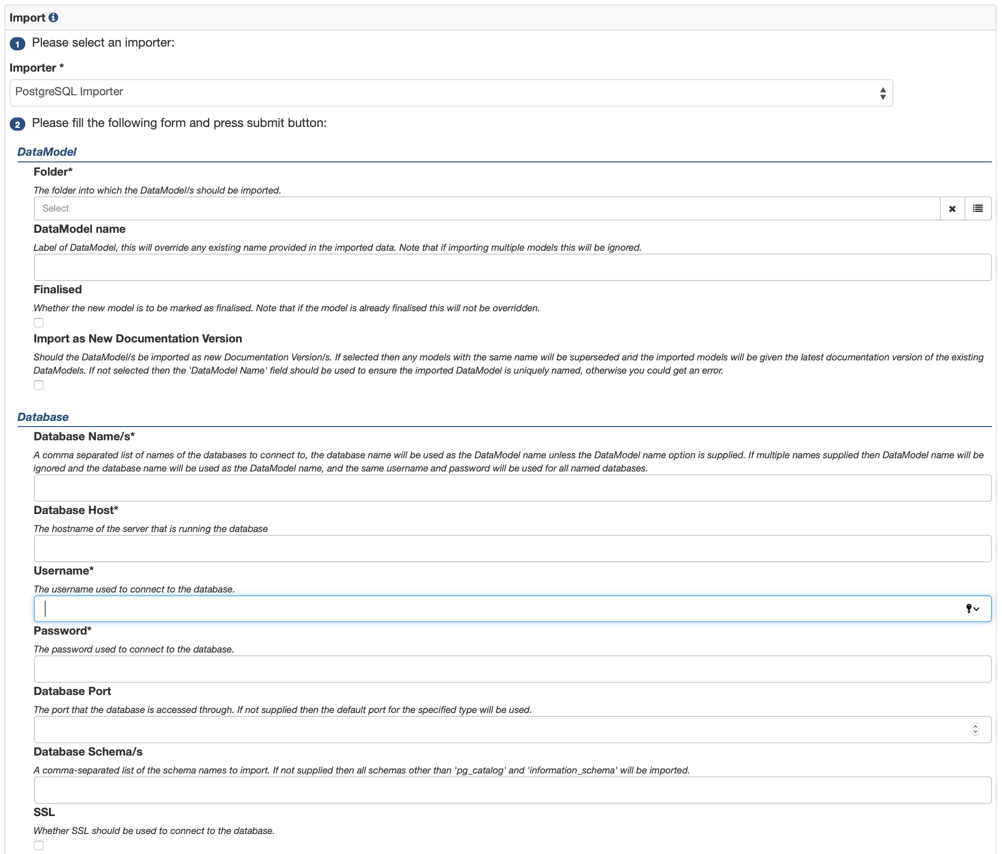 Import
1 Please select an importer:
Importer *
PostgreSQL Importer
2 Please fill the following form and press submit button:
DataModel
Folder*
The folder into which the DataModel/s should be imported.
Select
DataModel name
Label of DataModel, this will override any existing name provided in the imported data. Note that if importing multiple models this will be ignored.
Finalised
Whether the new model is to be marked as finalised. Note that if the model is already finalised this will not be overridden.
Import as New Documentation Version
Should the DataModel/s be imported as new Documentation Version/s. If selected then any models with the same name will be superseded and the imported models will be given the latest documentation version of the existing
DataModels. If not selected then the 'DataModel Name' field should be used to ensure the imported DataModel is uniquely named, otherwise you could get an error.
Database
Database Name/s*
A comma separated list of names of the databases to connect to, the database name will be used as the DataModel name unless the DataModel name option is supplied. If multiple names supplied then DataModel name will be
ignored and the database name will be used as the DataModel name, and the same username and password will be used for all named databases.
Database Host*
The hostname of the server that is running the database
Username*
The username used to connect to the database.
Password*
The password used to connect to the database.
Database Port
The port that the database is accessed through. If not supplied then the default port for the specified type will be used.
Database Schema/s
A comma-separated list of the schema names to import. If not supplied then all schemas other than 'pg_catalog' and 'information_schema' will be imported.
SSL
Whether SSL should be used to connect to the database.